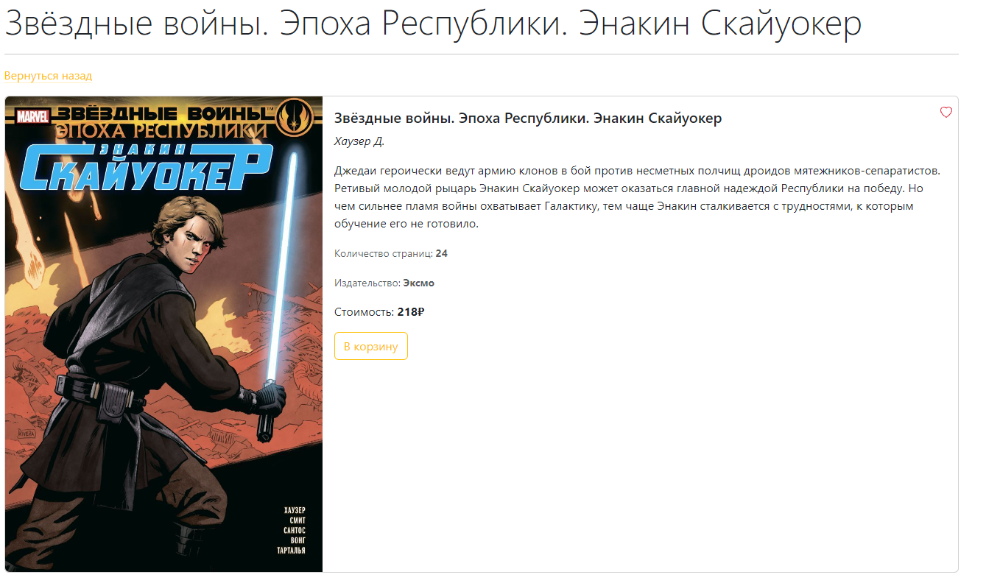 Звёздные войны. Эпоха Республики. Энакин Скайуокер
Вернуться назад
MARVEL ЗВЁЗДНЫЕ ВОЙНЫ™
ЭПОХА РЕСПУБЛИКИ
ЭНАКИН
СКАЙУОКЕР
RIVERA
ХАУЗЕР
СМИТ
САНТОС
ВОНГ
ТАРТАЛЬЯ
Звёздные войны. Эпоха Республики. Энакин Скайуокер
Хаузер Д.
Джедаи героически ведут армию клонов в бой против несметных полчищ дроидов мятежников-сепаратистов.
Ретивый молодой рыцарь Энакин Скайуокер может оказаться главной надеждой Республики на победу. Но
чем сильнее пламя войны охватывает Галактику, тем чаще Энакин сталкивается с трудностями, к которым
обучение его не готовило.
Количество страниц: 24
Издательство: Эксмо
Стоимость: 218₽
В корзину